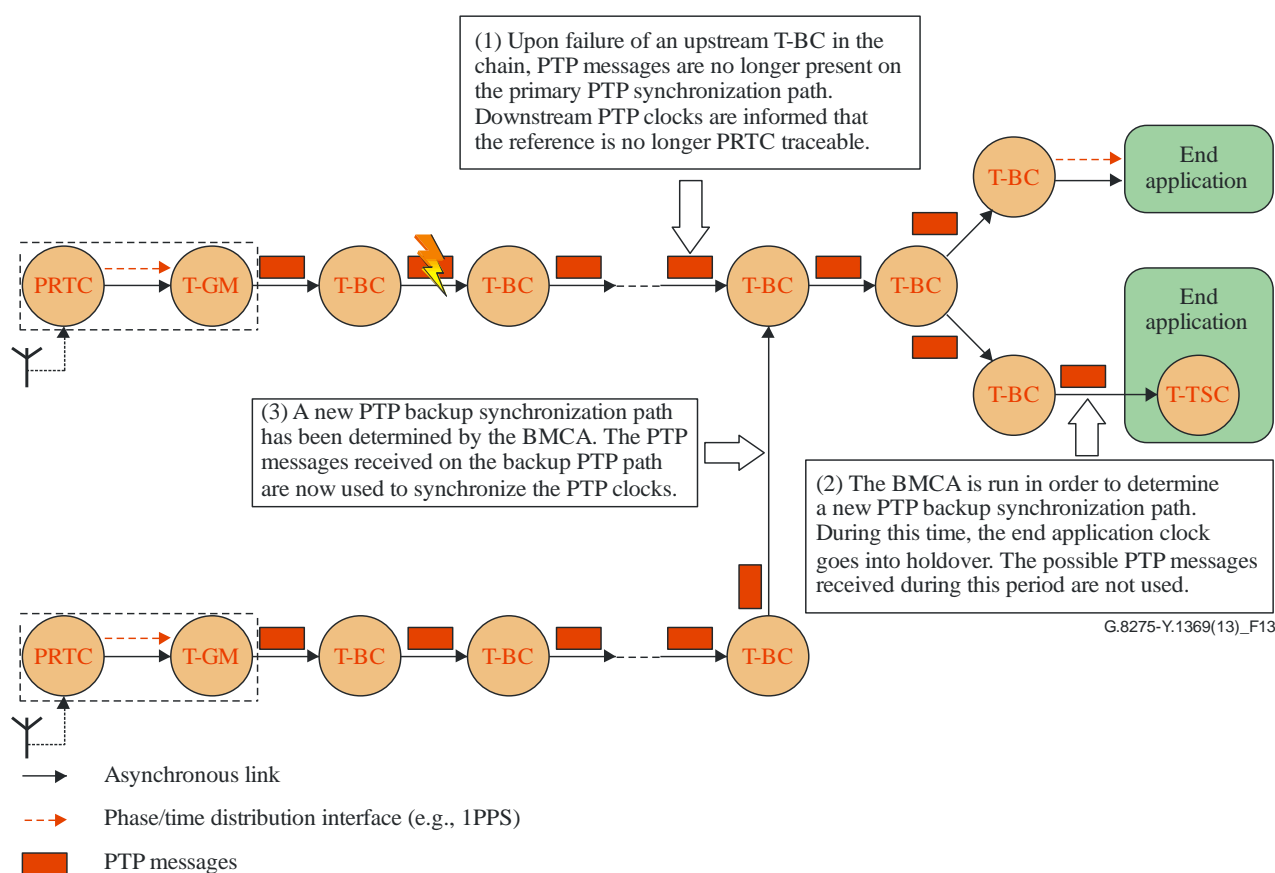 (1) Upon failure of an upstream T-BC in the
chain, PTP messages are no longer present on
the primary PTP synchronization path.
Downstream PTP clocks are informed that
the reference is no longer PRTC traceable.
T-BC
End
application
PRTC
T-GM
T-BC
T-BC
T-BC
T-BC
End
application
T-BC
T-TSC
(3) A new PTP backup synchronization path
has been determined by the BMCA. The PTP
messages received on the backup PTP path
are now used to synchronize the PTP clocks.
(2) The BMCA is run in order to determine
a new PTP backup synchronization path.
During this time, the end application clock
goes into holdover. The possible PTP messages
received during this period are not used.
G.8275-Y.1369(13)_F13
PRTC
T-GM
T-BC
T-BC
T-BC
Asynchronous link
Phase/time distribution interface (e.g., 1PPS)
PTP messages